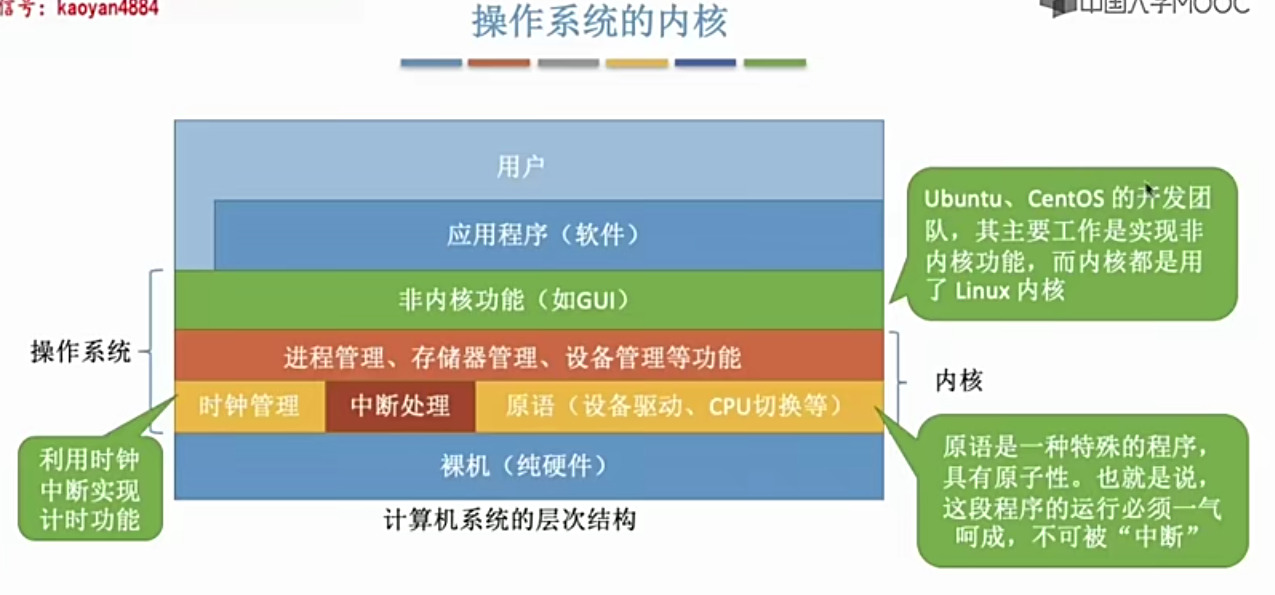 信号：kaoyan4884
中国大学MOOC
操作系统的内核
用户
应用程序（软件）
非内核功能（如GUI）
进程管理、存储器管理、设备管理等功能
时钟管理
中断处理
原语（设备驱动、CPU切换等）
裸机（纯硬件）
计算机系统的层次结构
操作系统
内核
利用时钟
中断实现
计时功能
Ubuntu、CentOS 的开发团
队，其主要工作是实现非
内核功能，而内核都是用
了 Linux 内核
原语是一种特殊的程序，
具有原子性。也就是说，
这段程序的运行必须一气
呵成，不可被“中断”